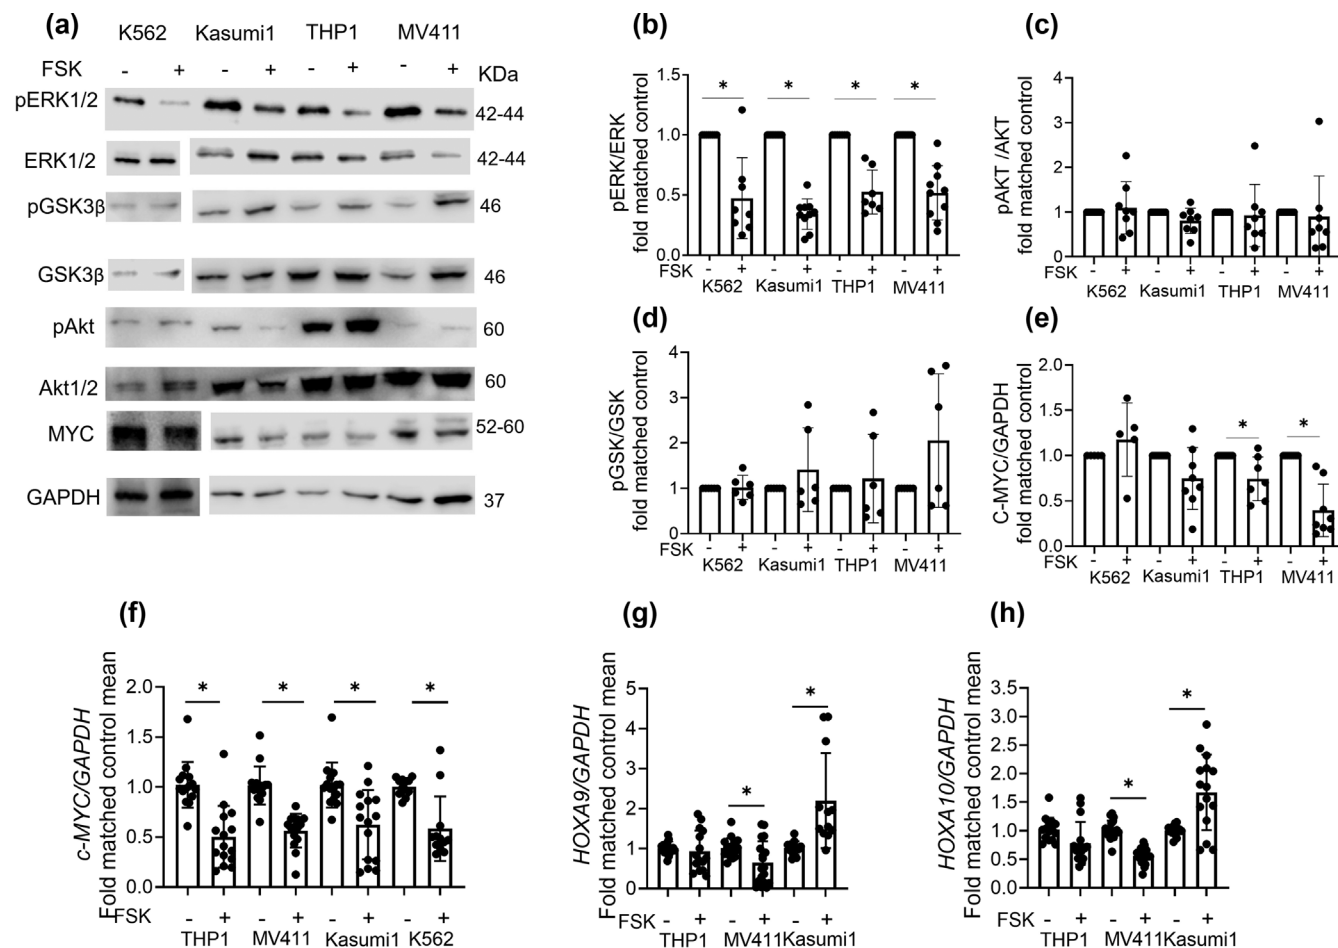 (a)
K562 Kasumi1 THP1 MV411
FSK - + - + - + - + KDa
pERK1/2 42-44
ERK1/2 42-44
pGSK3β 46
GSK3β 46
pAkt 60
Akt1/2 60
MYC 52-60
GAPDH 37
(b)
pERK/ERK
fold matched control
1.5
1.0
0.5
0.0
* * * *
FSK - + - + - + - +
K562 Kasumi1 THP1 MV411
(c)
pAKT /AKT
fold matched control
4
3
2
1
0
FSK - + - + - + - +
K562 Kasumi1 THP1 MV411
(d)
pGSK/GSK
fold matched control
4
3
2
1
0
FSK - + - + - + - +
K562 Kasumi1 THP1 MV411
(e)
C-MYC/GAPDH
fold matched control
2.0
1.5
1.0
0.5
0.0
* *
FSK - + - + - + - +
K562 Kasumi1 THP1 MV411
(f)
c-MYC/GAPDH
Fold matched control mean
2.0
1.5
1.0
0.5
0.0
* * * *
FSK - + - + - + - +
THP1 MV411 Kasumi1 K562
(g)
HOXA9/GAPDH
Fold matched control mean
5
4
3
2
1
0
* *
FSK - + - + - +
THP1 MV411 Kasumi1
(h)
HOXA10/GAPDH
Fold matched control mean
3.5
3.0
2.5
2.0
1.5
1.0
0.5
0.0
* *
FSK - + - + - +
THP1 MV411 Kasumi1